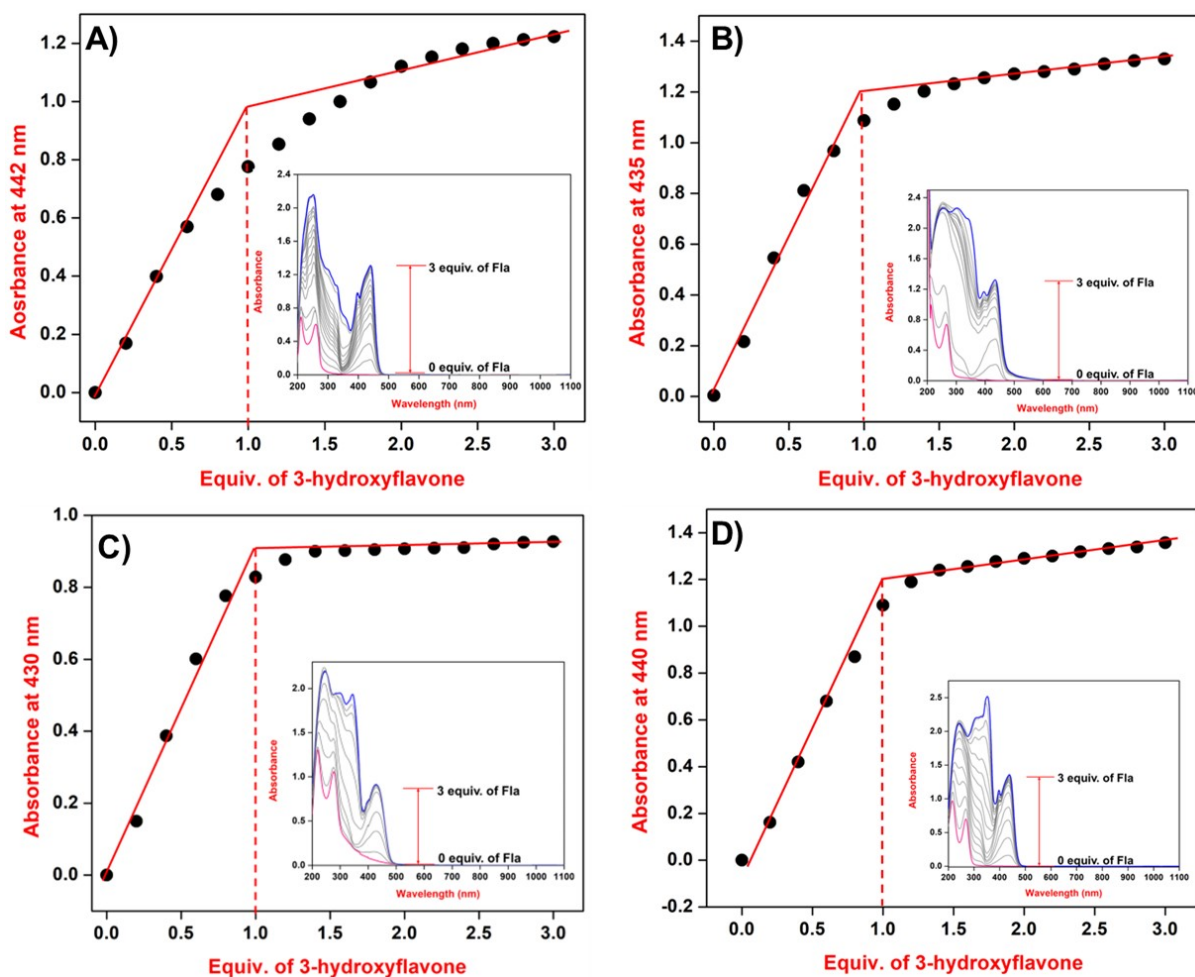 A)
Aosrbance at 442 nm
1.2
1.0
0.8
0.6
0.4
0.2
0.0
0.0 0.5 1.0 1.5 2.0 2.5 3.0
Equiv. of 3-hydroxyflavone
Absorbance
2.4
2.1
1.8
1.5
1.2
0.9
0.6
0.3
0.0
3 equiv. of Fla
0 equiv. of Fla
200 300 400 500 600 700 800 900 1000 1100
Wavelength (nm)
B)
Absorbance at 435 nm
1.4
1.2
1.0
0.8
0.6
0.4
0.2
0.0
0.0 0.5 1.0 1.5 2.0 2.5 3.0
Equiv. of 3-hydroxyflavone
Absorbance
2.4
2.0
1.6
1.2
0.8
0.4
0.0
3 equiv. of Fla
0 equiv. of Fla
200 300 400 500 600 700 800 900 1000 1100
Wavelength (nm)
C)
Absorbance at 430 nm
1.0
0.8
0.6
0.4
0.2
0.0
0.0 0.5 1.0 1.5 2.0 2.5 3.0
Equiv. of 3-hydroxyflavone
Absorbance
2.0
1.5
1.0
0.5
0.0
3 equiv. of Fla
0 equiv. of Fla
200 300 400 500 600 700 800 900 1000 1100
Wavelength (nm)
D)
Absorbance at 440 nm
1.4
1.2
1.0
0.8
0.6
0.4
0.2
0.0
-0.2
0.0 0.5 1.0 1.5 2.0 2.5 3.0
Equiv. of 3-hydroxyflavone
Absorbance
2.5
2.0
1.5
1.0
0.5
0.0
3 equiv. of Fla
0 equiv. of Fla
200 300 400 500 600 700 800 900 1000 1100
Wavelength (nm)